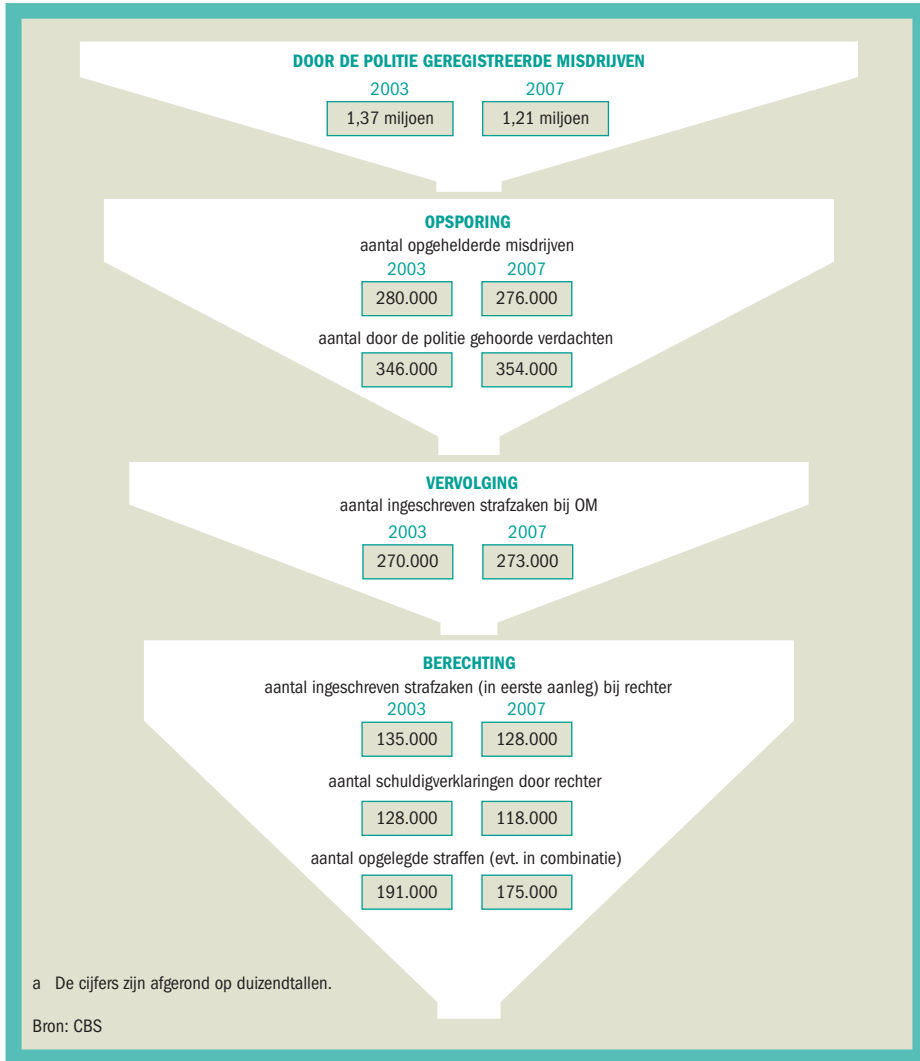 DOOR DE POLITIE GEREGISTREERDE MISDRIJVEN
2003 2007
1,37 miljoen 1,21 miljoen
OPSPORING
aantal opgehelderde misdrijven
2003 2007
280.000 276.000
aantal door de politie gehoorde verdachten
346.000 354.000
VERVOLGING
aantal ingeschreven strafzaken bij OM
2003 2007
270.000 273.000
BERECHTING
aantal ingeschreven strafzaken (in eerste aanleg) bij rechter
2003 2007
135.000 128.000
aantal schuldigverklaringen door rechter
128.000 118.000
aantal opgelegde straffen (evt. in combinatie)
191.000 175.000
a De cijfers zijn afgerond op duizendtallen.
Bron: CBS